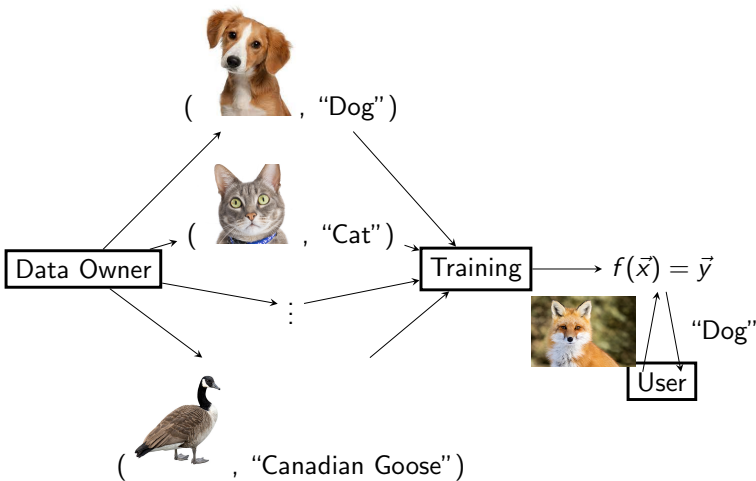 ( , “Dog”)
( , “Cat”)
Data Owner
Training
f(x⃗) = y⃗
⋮
“Dog”
User
( , “Canadian Goose”)